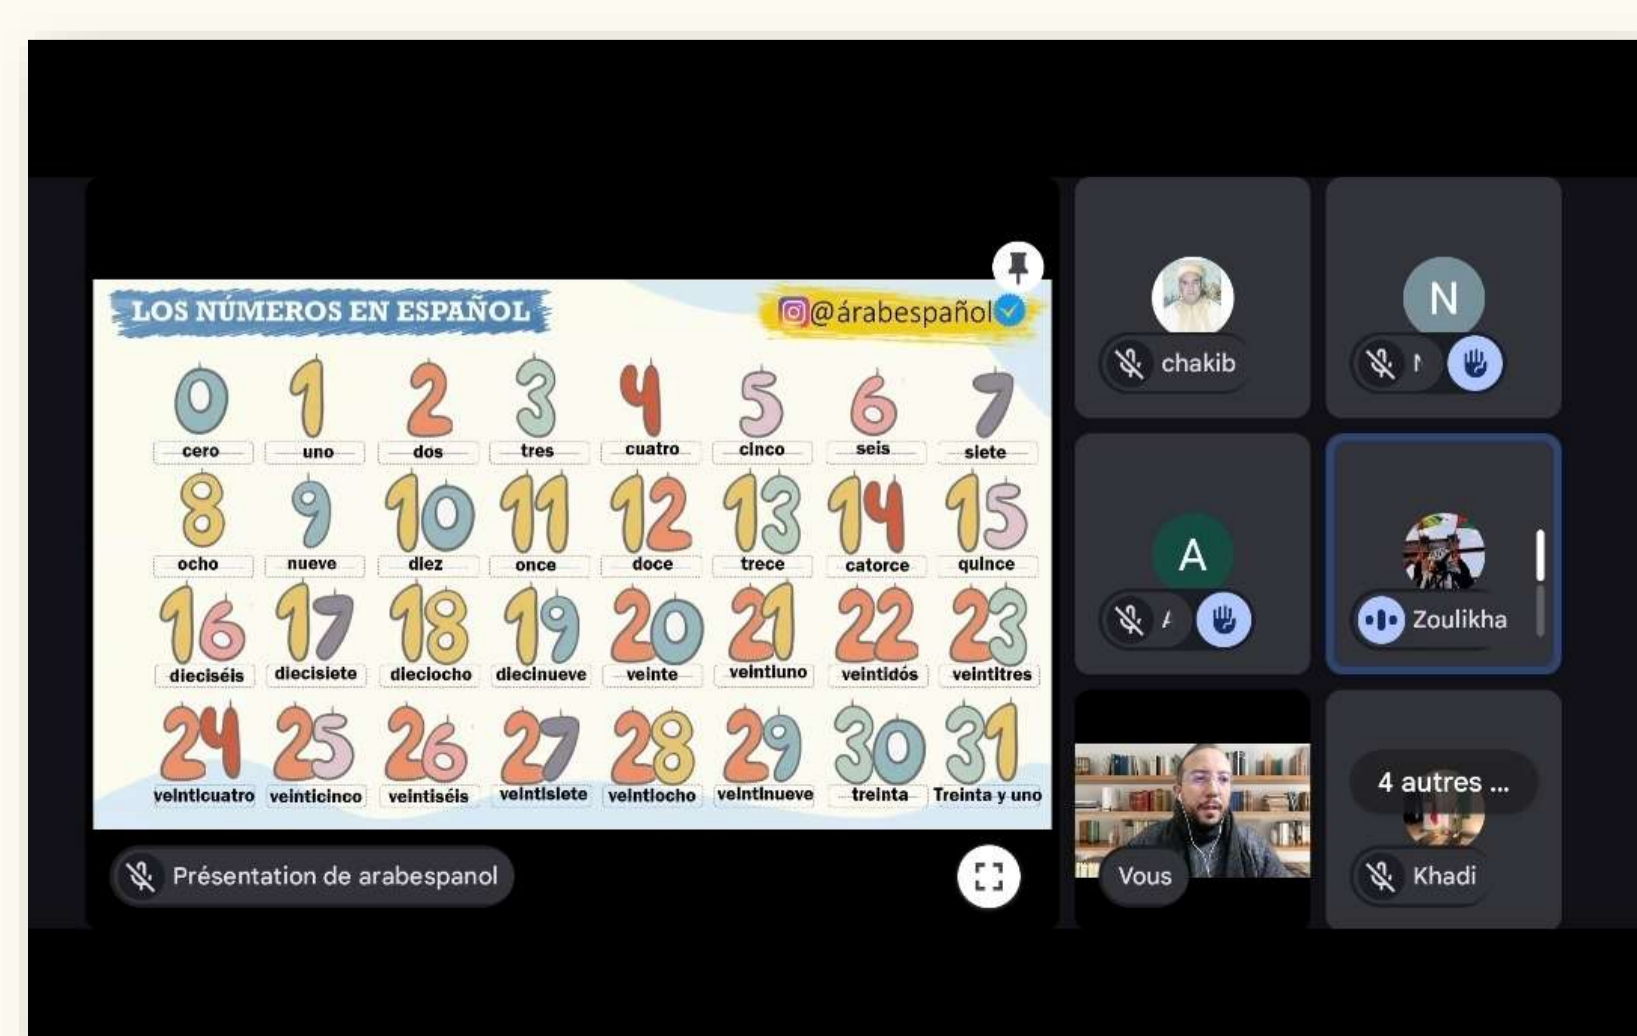 LOS NÚMEROS EN ESPAÑOL
@árabespañol
0 1 2 3 4 5 6 7
cero uno dos tres cuatro cinco seis siete
8 9 10 11 12 13 14 15
ocho nueve diez once doce trece catorce quince
16 17 18 19 20 21 22 23
dieciséis diecisiete dieciocho diecinueve veinte veintiuno veintidós veintitres
24 25 26 27 28 29 30 31
veinticuatro veinticinco veintiséis veintisiete veintiocho veintinueve treinta Treinta y uno
Présentation de arabespanol
chakib
N
A
Zoulikha
Vous
4 autres ...
Khadi